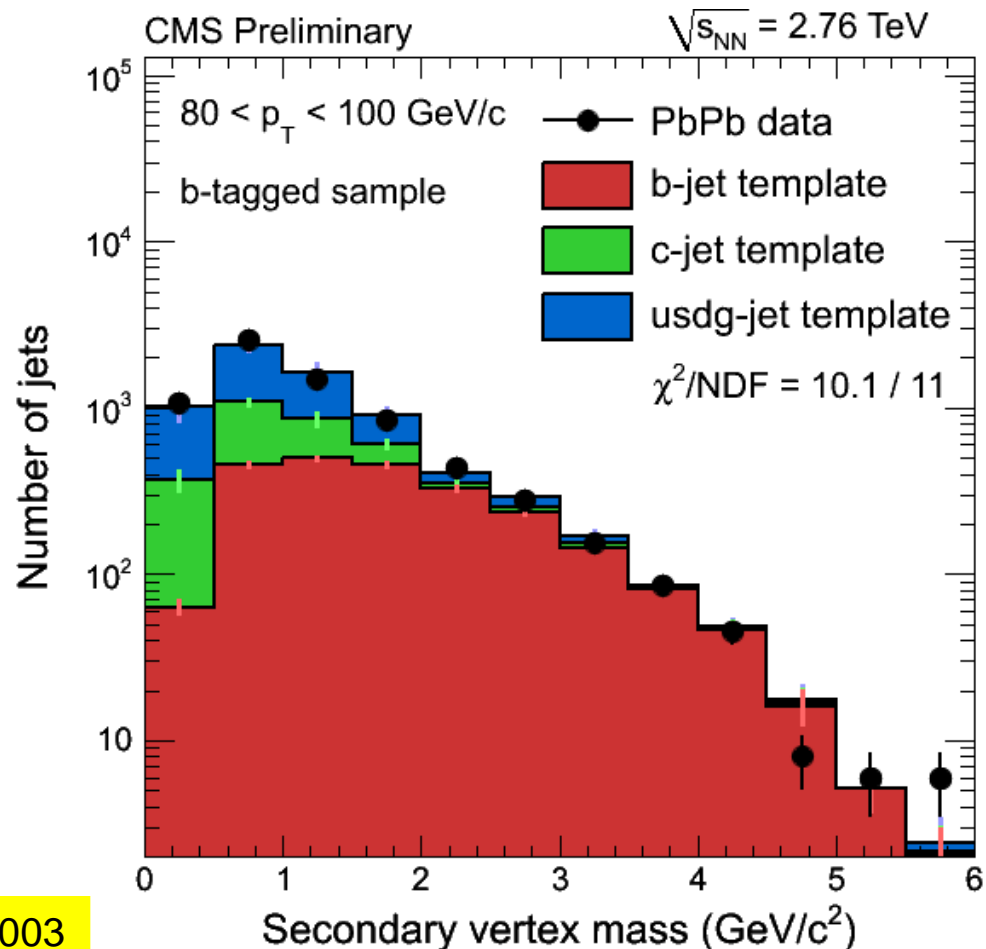 CMS Preliminary
√s_NN = 2.76 TeV
80 < p_T < 100 GeV/c
b-tagged sample
PbPb data
b-jet template
c-jet template
usdg-jet template
χ²/NDF = 10.1 / 11
Number of jets
10⁵
10⁴
10³
10²
10
0 1 2 3 4 5 6
Secondary vertex mass (GeV/c²)
003